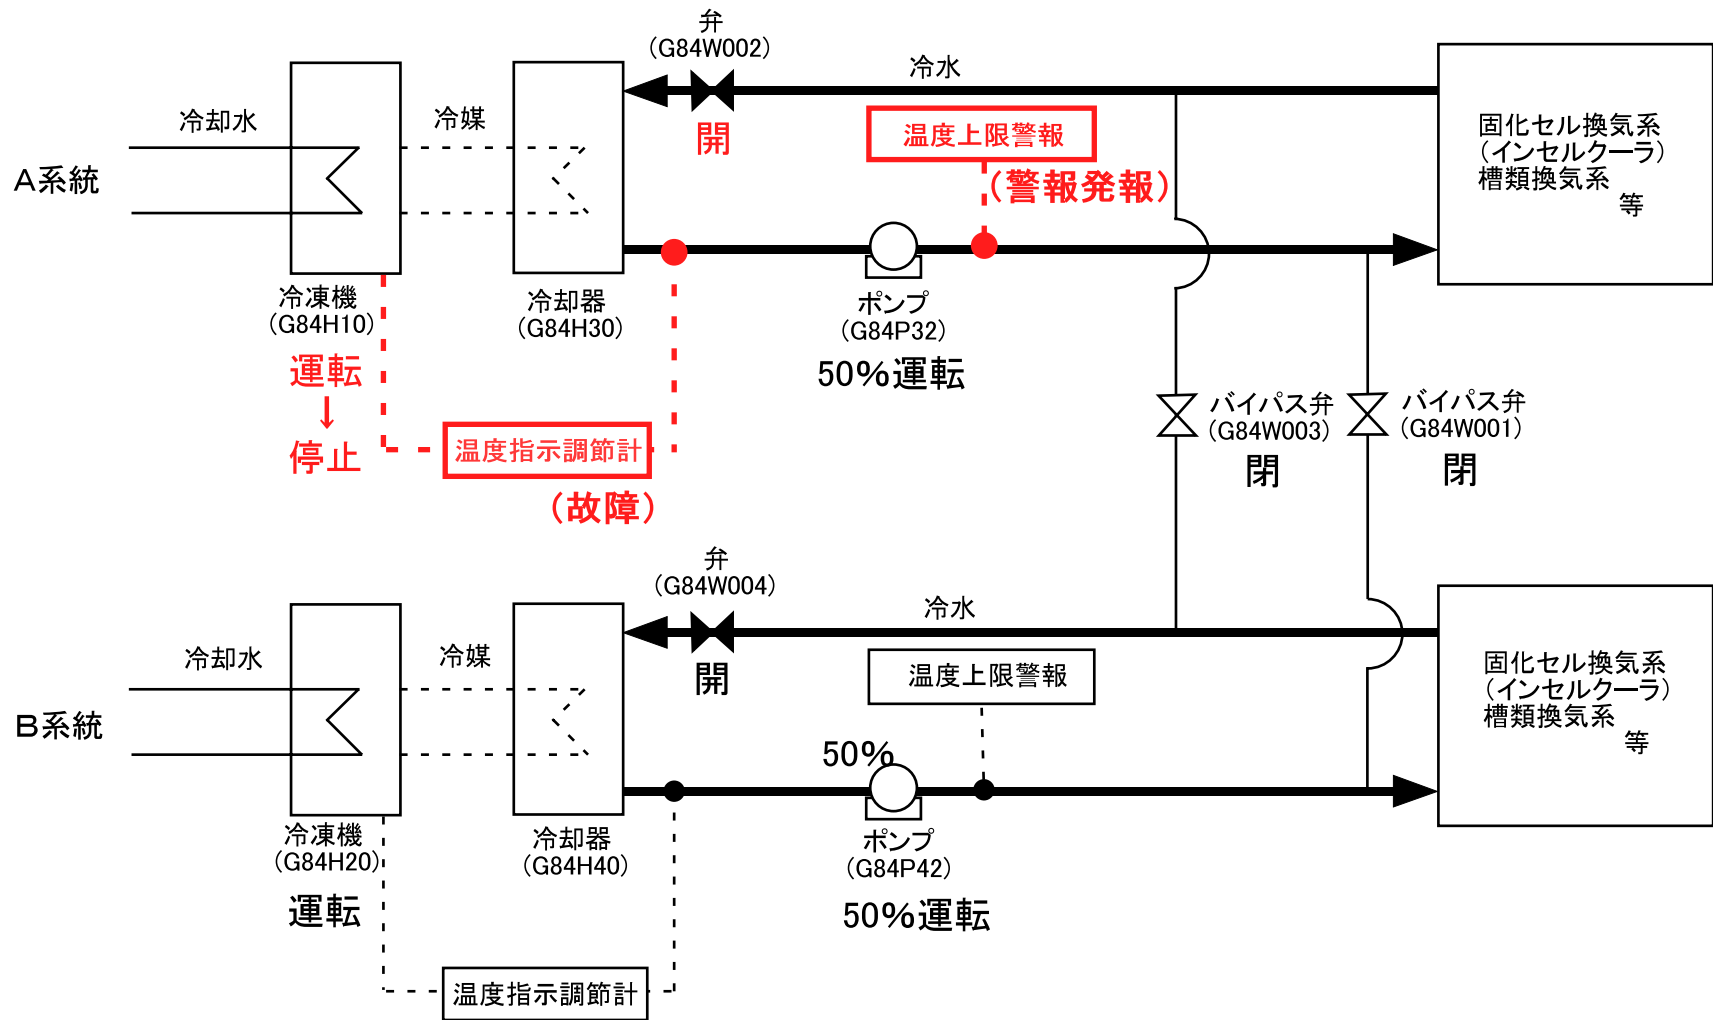 弁
（G84W002）
開
冷水
冷却水
冷媒
温度上限警報
（警報発報）
A系統
固化セル換気系
（インセルクーラ）
槽類換気系
等
冷凍機
（G84H10）
運転
↓
停止
冷却器
（G84H30）
ポンプ
（G84P32）
50%運転
温度指示調節計
（故障）
バイパス弁
（G84W003）
閉
バイパス弁
（G84W001）
閉
弁
（G84W004）
開
冷水
冷却水
冷媒
温度上限警報
B系統
50%
固化セル換気系
（インセルクーラ）
槽類換気系
等
冷凍機
（G84H20）
運転
冷却器
（G84H40）
ポンプ
（G84P42）
50%運転
温度指示調節計